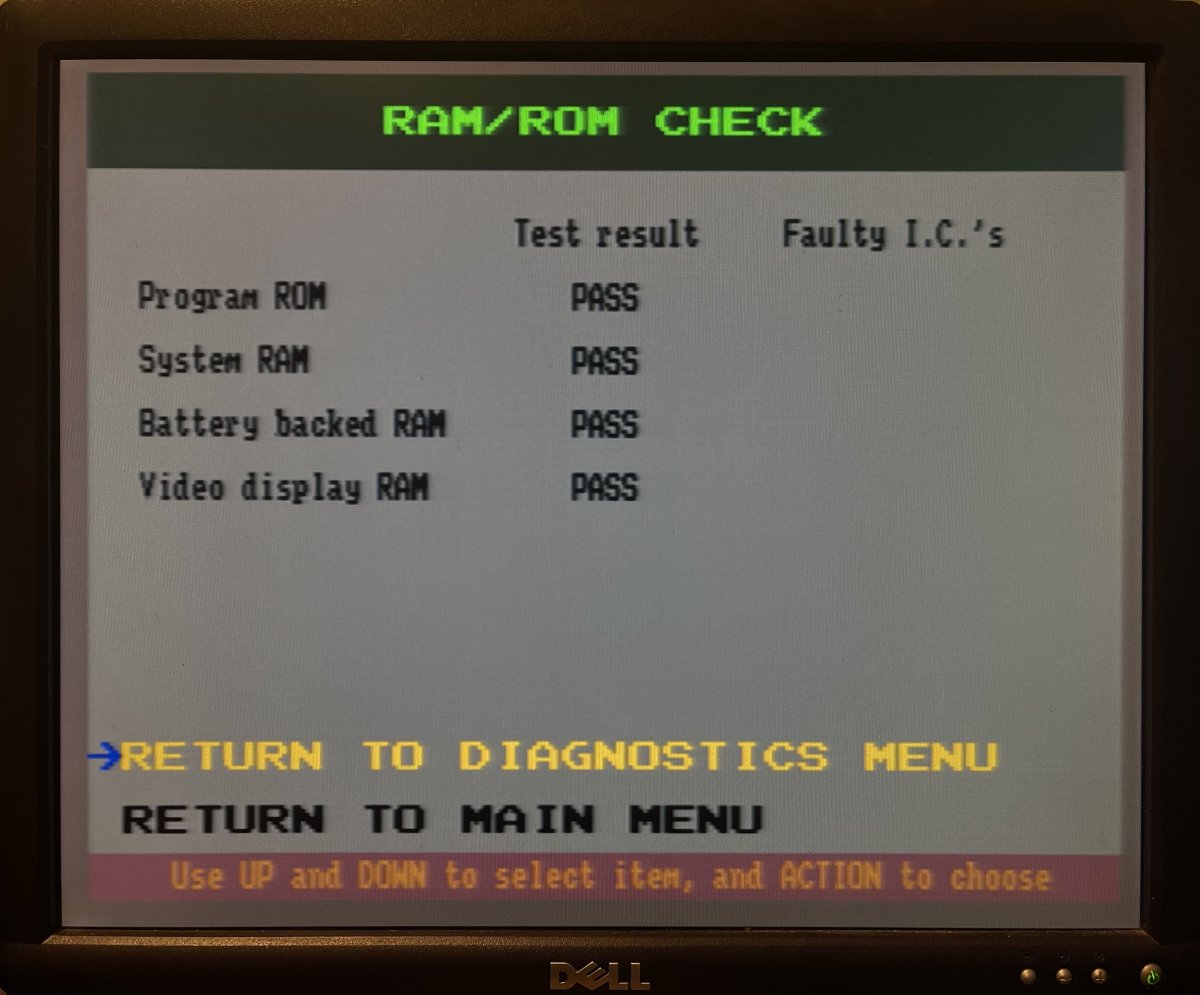 RAM/ROM CHECK
Test result Faulty I.C.'s
Program ROM PASS
System RAM PASS
Battery backed RAM PASS
Video display RAM PASS
→RETURN TO DIAGNOSTICS MENU
RETURN TO MAIN MENU
Use UP and DOWN to select item, and ACTION to choose
DELL